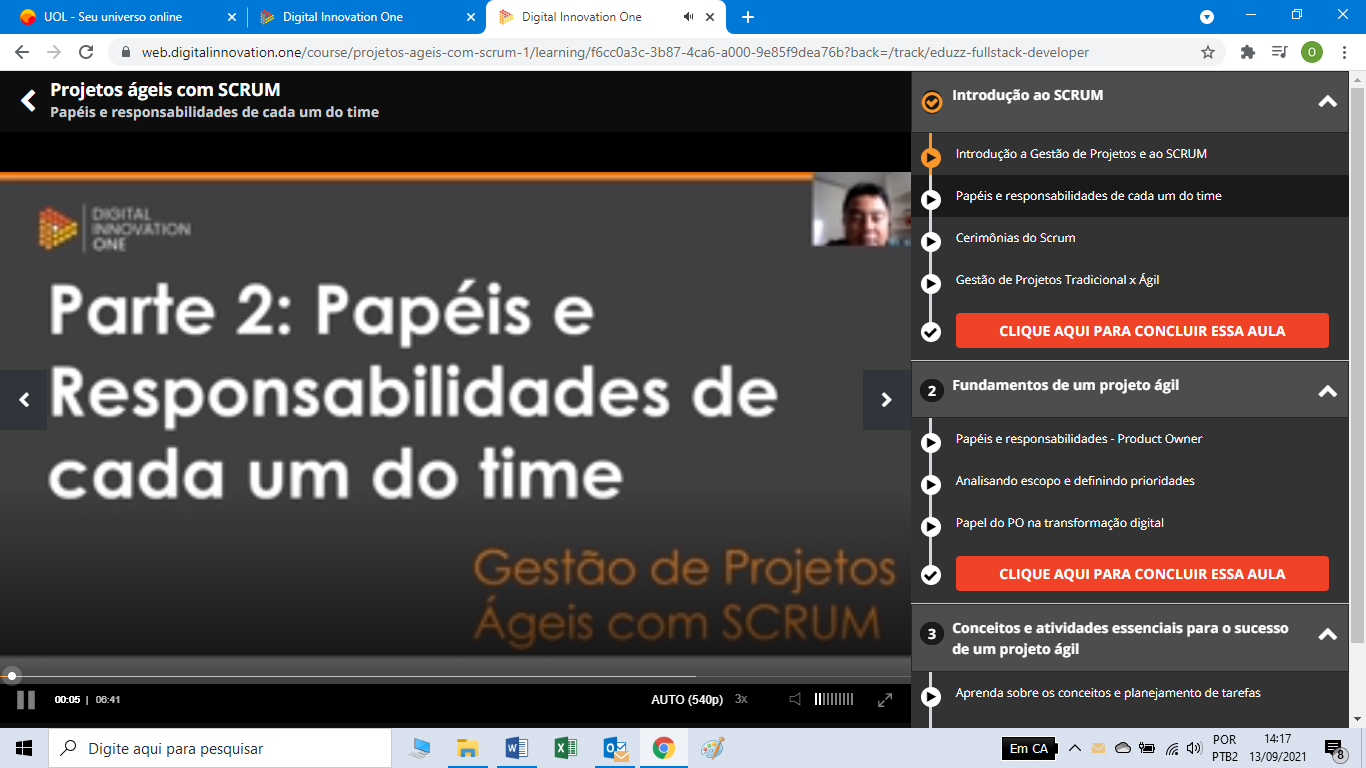 UOL - Seu universo online
Digital Innovation One
Digital Innovation One
web.digitalinnovation.one/course/projetos-ageis-com-scrum-1/learning/f6cc0a3c-3b87-4ca6-a000-9e85f9dea76b?back=/track/eduzz-fullstack-developer
O
Projetos ágeis com SCRUM
Papéis e responsabilidades de cada um do time
DIGITAL
INNOVATION
ONE
Parte 2: Papéis e
Responsabilidades de
cada um do time
Gestão de Projetos
Ágeis com SCRUM
00:05 | 06:41
AUTO (540p)
3x
Introdução ao SCRUM
Introdução a Gestão de Projetos e ao SCRUM
Papéis e responsabilidades de cada um do time
Cerimônias do Scrum
Gestão de Projetos Tradicional x Ágil
CLIQUE AQUI PARA CONCLUIR ESSA AULA
2
Fundamentos de um projeto ágil
Papéis e responsabilidades - Product Owner
Analisando escopo e definindo prioridades
Papel do PO na transformação digital
CLIQUE AQUI PARA CONCLUIR ESSA AULA
3
Conceitos e atividades essenciais para o sucesso
de um projeto ágil
Aprenda sobre os conceitos e planejamento de tarefas
Digite aqui para pesquisar
Em CA
POR
PTB2
14:17
13/09/2021
8